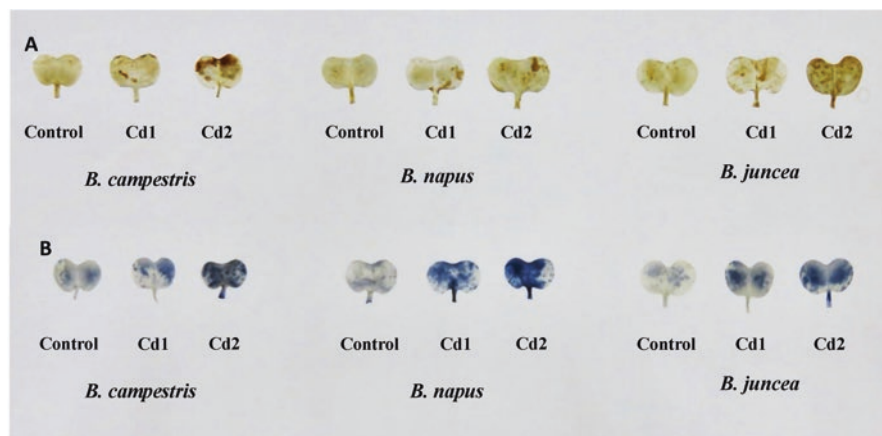 A
Control Cd1 Cd2 Control Cd1 Cd2 Control Cd1 Cd2
B. campestris B. napus B. juncea
B
Control Cd1 Cd2 Control Cd1 Cd2 Control Cd1 Cd2
B. campestris B. napus B. juncea